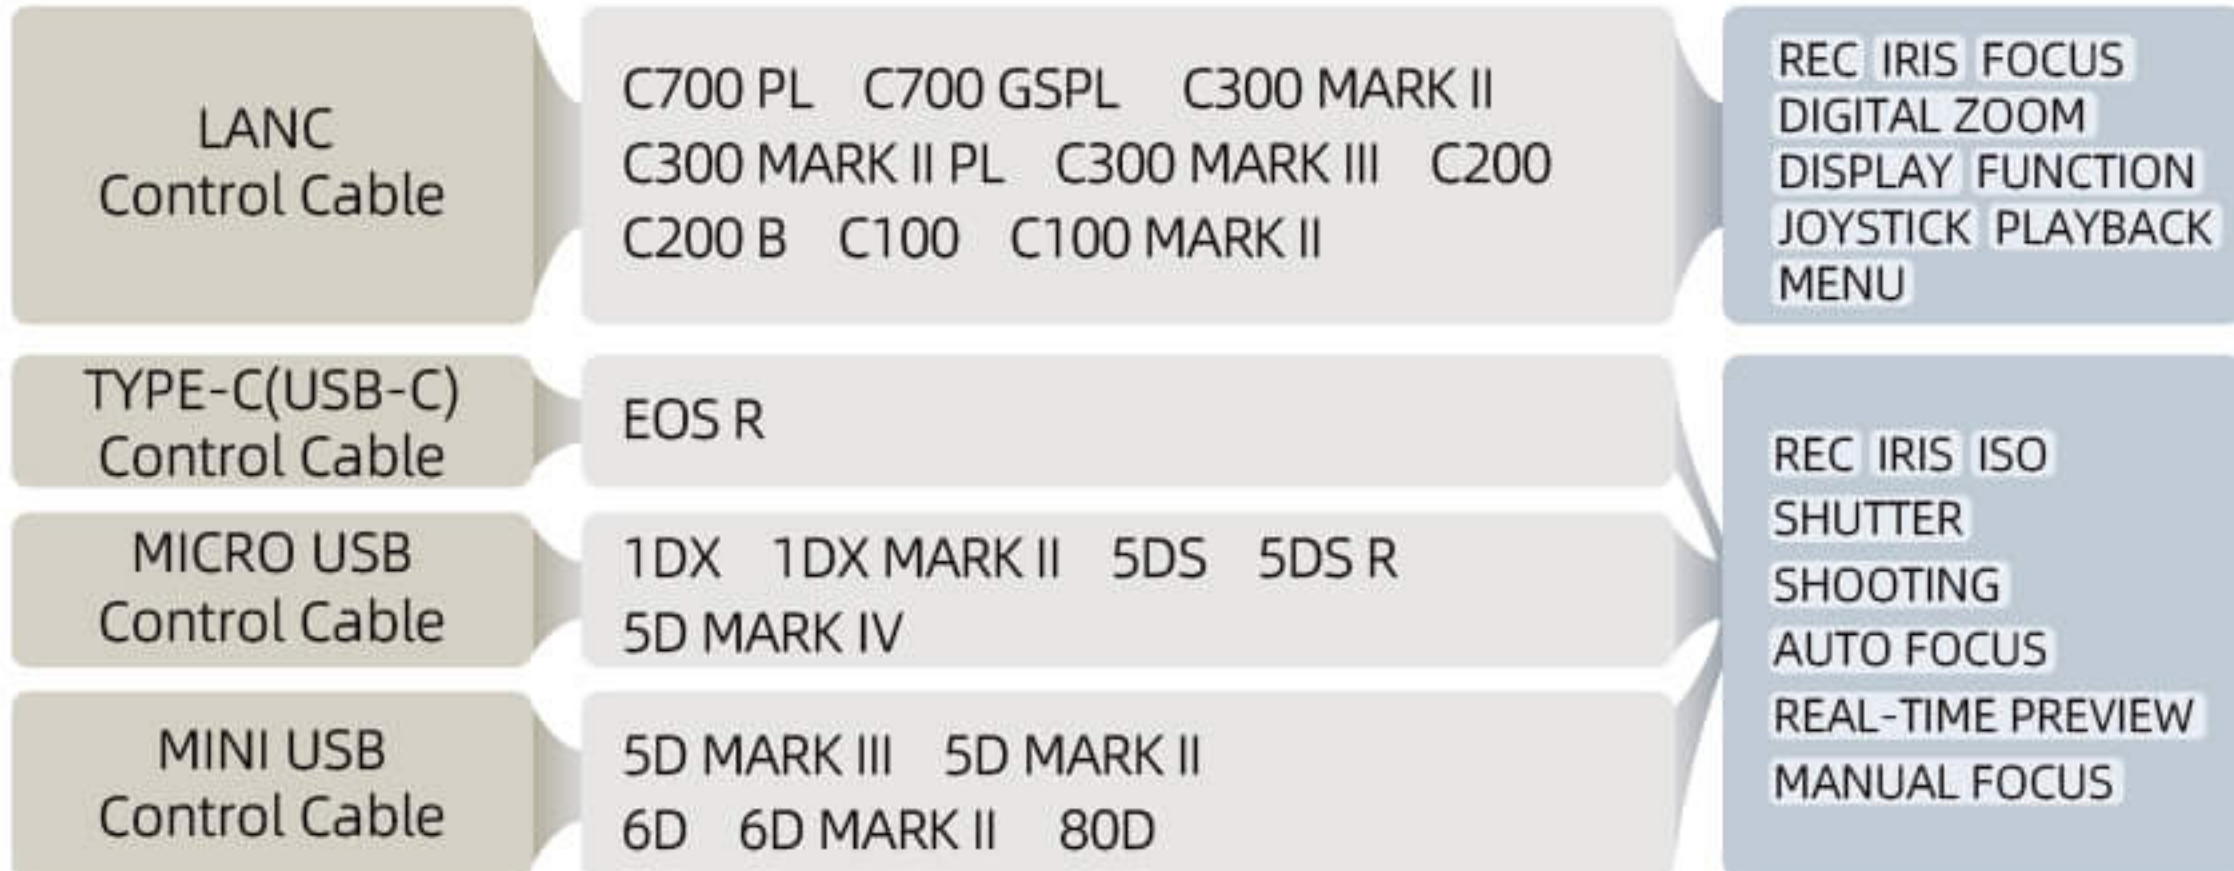 LANC
Control Cable
C700 PL C700 GSPL C300 MARK II
C300 MARK II PL C300 MARK III C200
C200 B C100 C100 MARK II
REC IRIS FOCUS
DIGITAL ZOOM
DISPLAY FUNCTION
JOYSTICK PLAYBACK
MENU
TYPE-C(USB-C)
Control Cable
EOS R
MICRO USB
Control Cable
1DX 1DX MARK II 5DS 5DS R
5D MARK IV
MINI USB
Control Cable
5D MARK III 5D MARK II
6D 6D MARK II 80D
REC IRIS ISO
SHUTTER
SHOOTING
AUTO FOCUS
REAL-TIME PREVIEW
MANUAL FOCUS